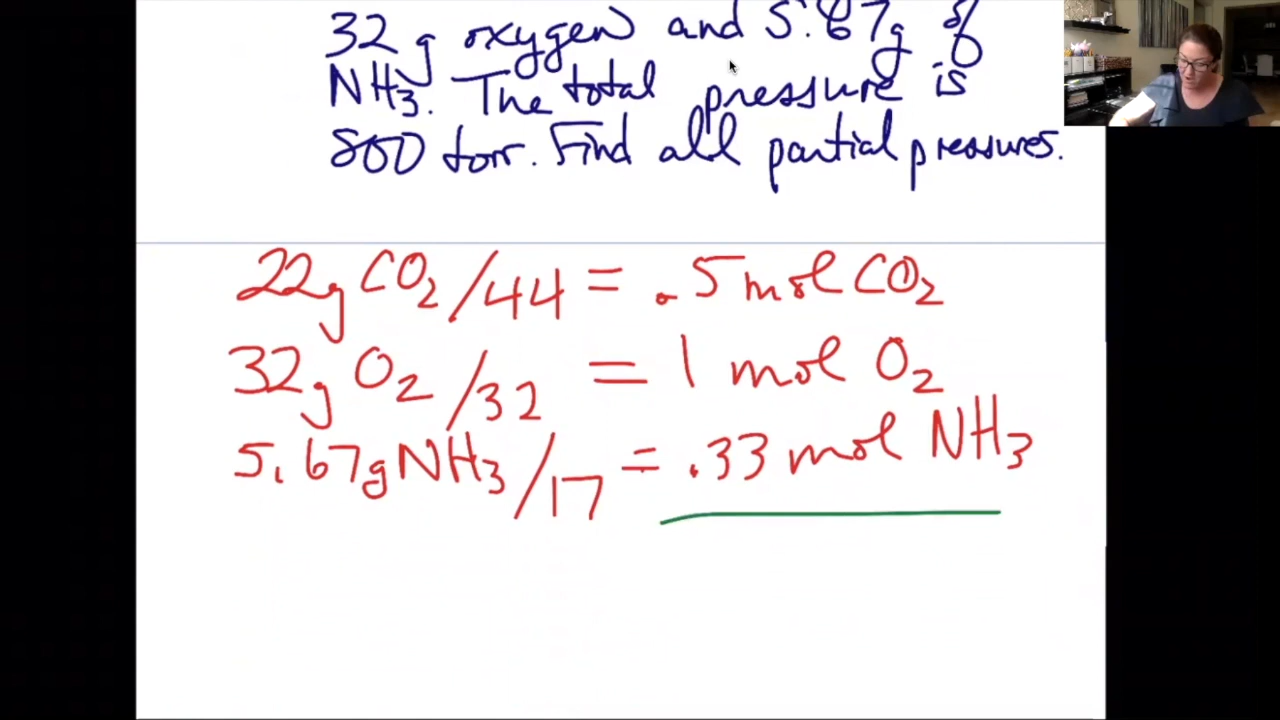 32 g oxygen and 5.67g of
NH3. The total pressure is
800 torr. Find all partial pressures.
22g CO2/44 = .5 mol CO2
32g O2/32 = 1 mol O2
5.67g NH3/17 = .33 mol NH3